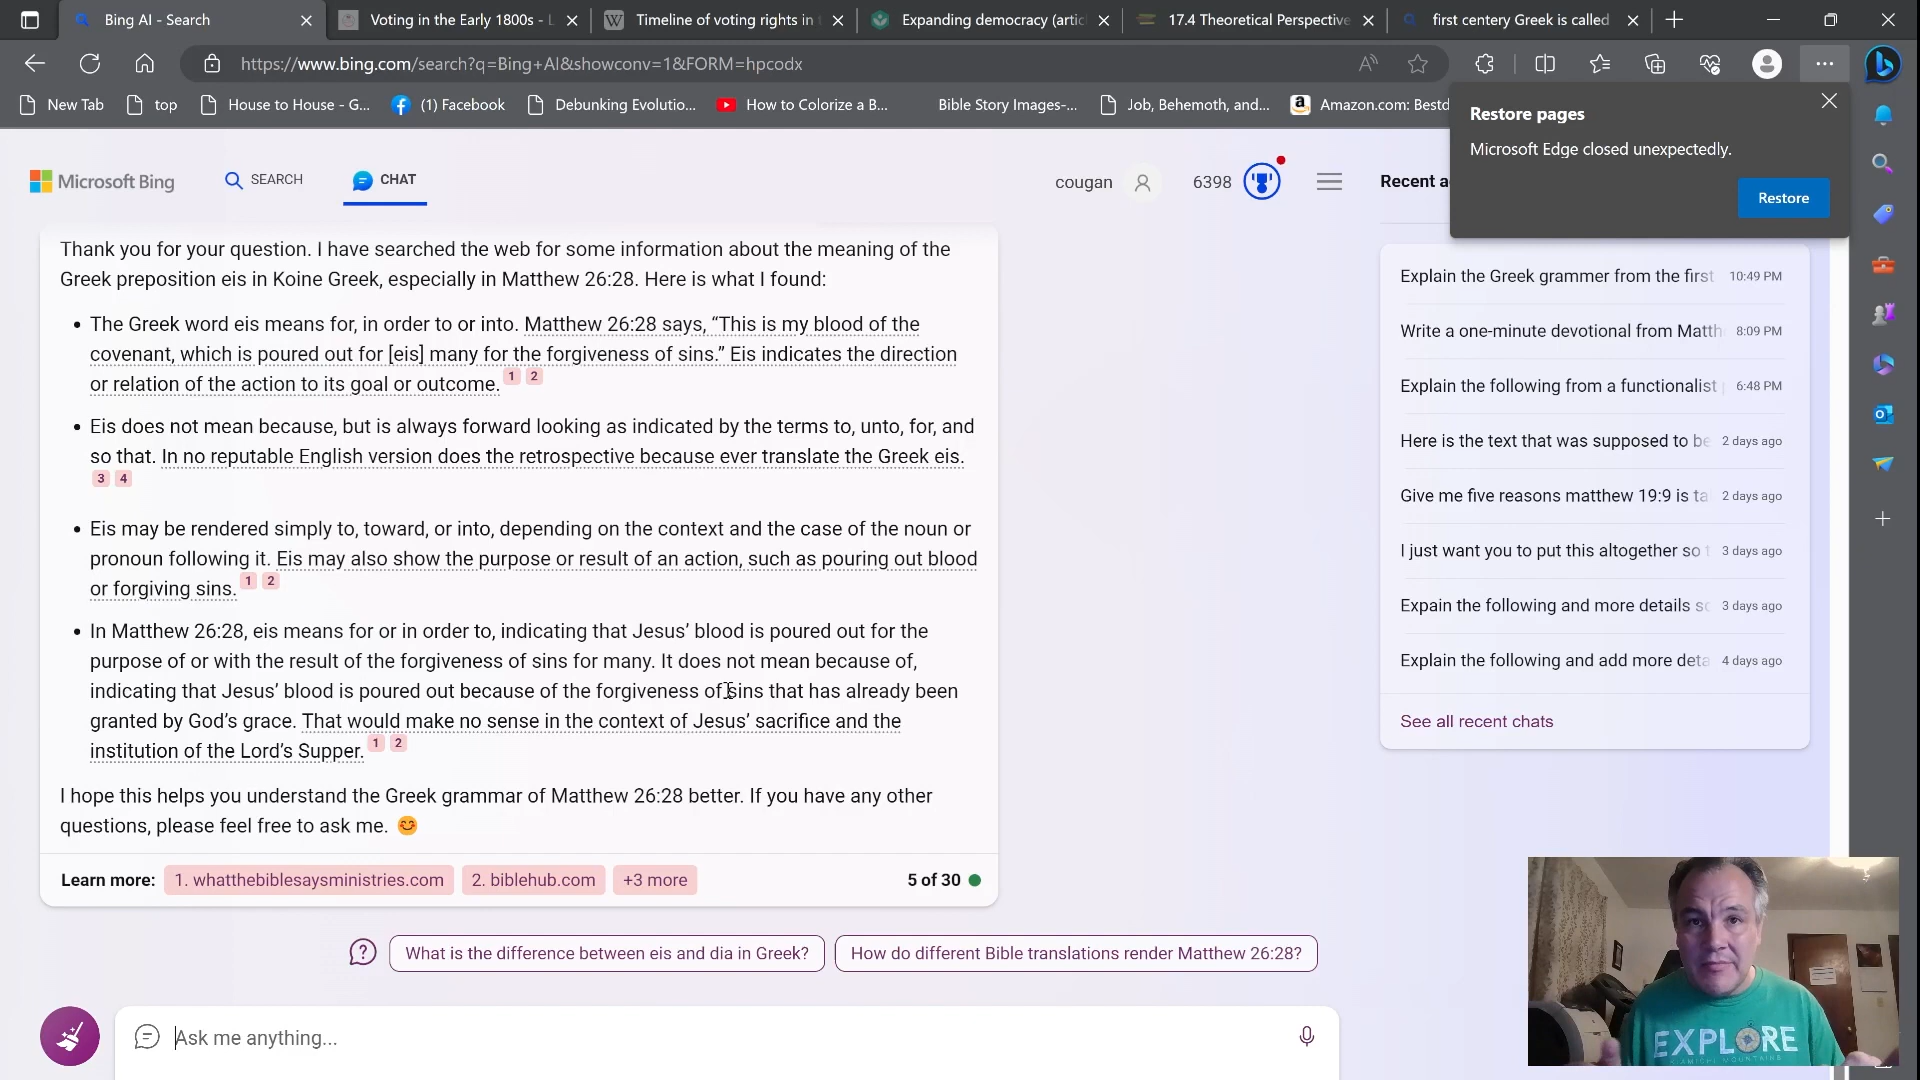 Bing AI - Search
Voting in the Early 1800s - L
Timeline of voting rights in t
Expanding democracy (artic
17.4 Theoretical Perspective
first centery Greek is called
https://www.bing.com/search?q=Bing+AI&showconv=1&FORM=hpcodx
New Tab
top
House to House - G...
(1) Facebook
Debunking Evolutio...
How to Colorize a B...
Bible Story Images-...
Job, Behemoth, and...
Amazon.com: Bestd
Restore pages
Microsoft Edge closed unexpectedly.
Restore
Microsoft Bing
SEARCH
CHAT
cougan
6398
Recent a
Thank you for your question. I have searched the web for some information about the meaning of the
Greek preposition eis in Koine Greek, especially in Matthew 26:28. Here is what I found:
• The Greek word eis means for, in order to or into. Matthew 26:28 says, “This is my blood of the
covenant, which is poured out for [eis] many for the forgiveness of sins.” Eis indicates the direction
or relation of the action to its goal or outcome. 1 2
• Eis does not mean because, but is always forward looking as indicated by the terms to, unto, for, and
so that. In no reputable English version does the retrospective because ever translate the Greek eis.
3 4
• Eis may be rendered simply to, toward, or into, depending on the context and the case of the noun or
pronoun following it. Eis may also show the purpose or result of an action, such as pouring out blood
or forgiving sins. 1 2
• In Matthew 26:28, eis means for or in order to, indicating that Jesus’ blood is poured out for the
purpose of or with the result of the forgiveness of sins for many. It does not mean because of,
indicating that Jesus’ blood is poured out because of the forgiveness of sins that has already been
granted by God’s grace. That would make no sense in the context of Jesus’ sacrifice and the
institution of the Lord’s Supper. 1 2
I hope this helps you understand the Greek grammar of Matthew 26:28 better. If you have any other
questions, please feel free to ask me. 😊
Learn more: 1. whatthebiblesaysministries.com 2. biblehub.com +3 more 5 of 30
What is the difference between eis and dia in Greek?
How do different Bible translations render Matthew 26:28?
Ask me anything...
Explain the Greek grammer from the first 10:49 PM
Write a one-minute devotional from Matth 8:09 PM
Explain the following from a functionalist p 6:48 PM
Here is the text that was supposed to be 2 days ago
Give me five reasons matthew 19:9 is ta 2 days ago
I just want you to put this altogether so t 3 days ago
Expain the following and more details so 3 days ago
Explain the following and add more deta 4 days ago
See all recent chats
EXPLORE
KIAMICHI MOUNTAINS